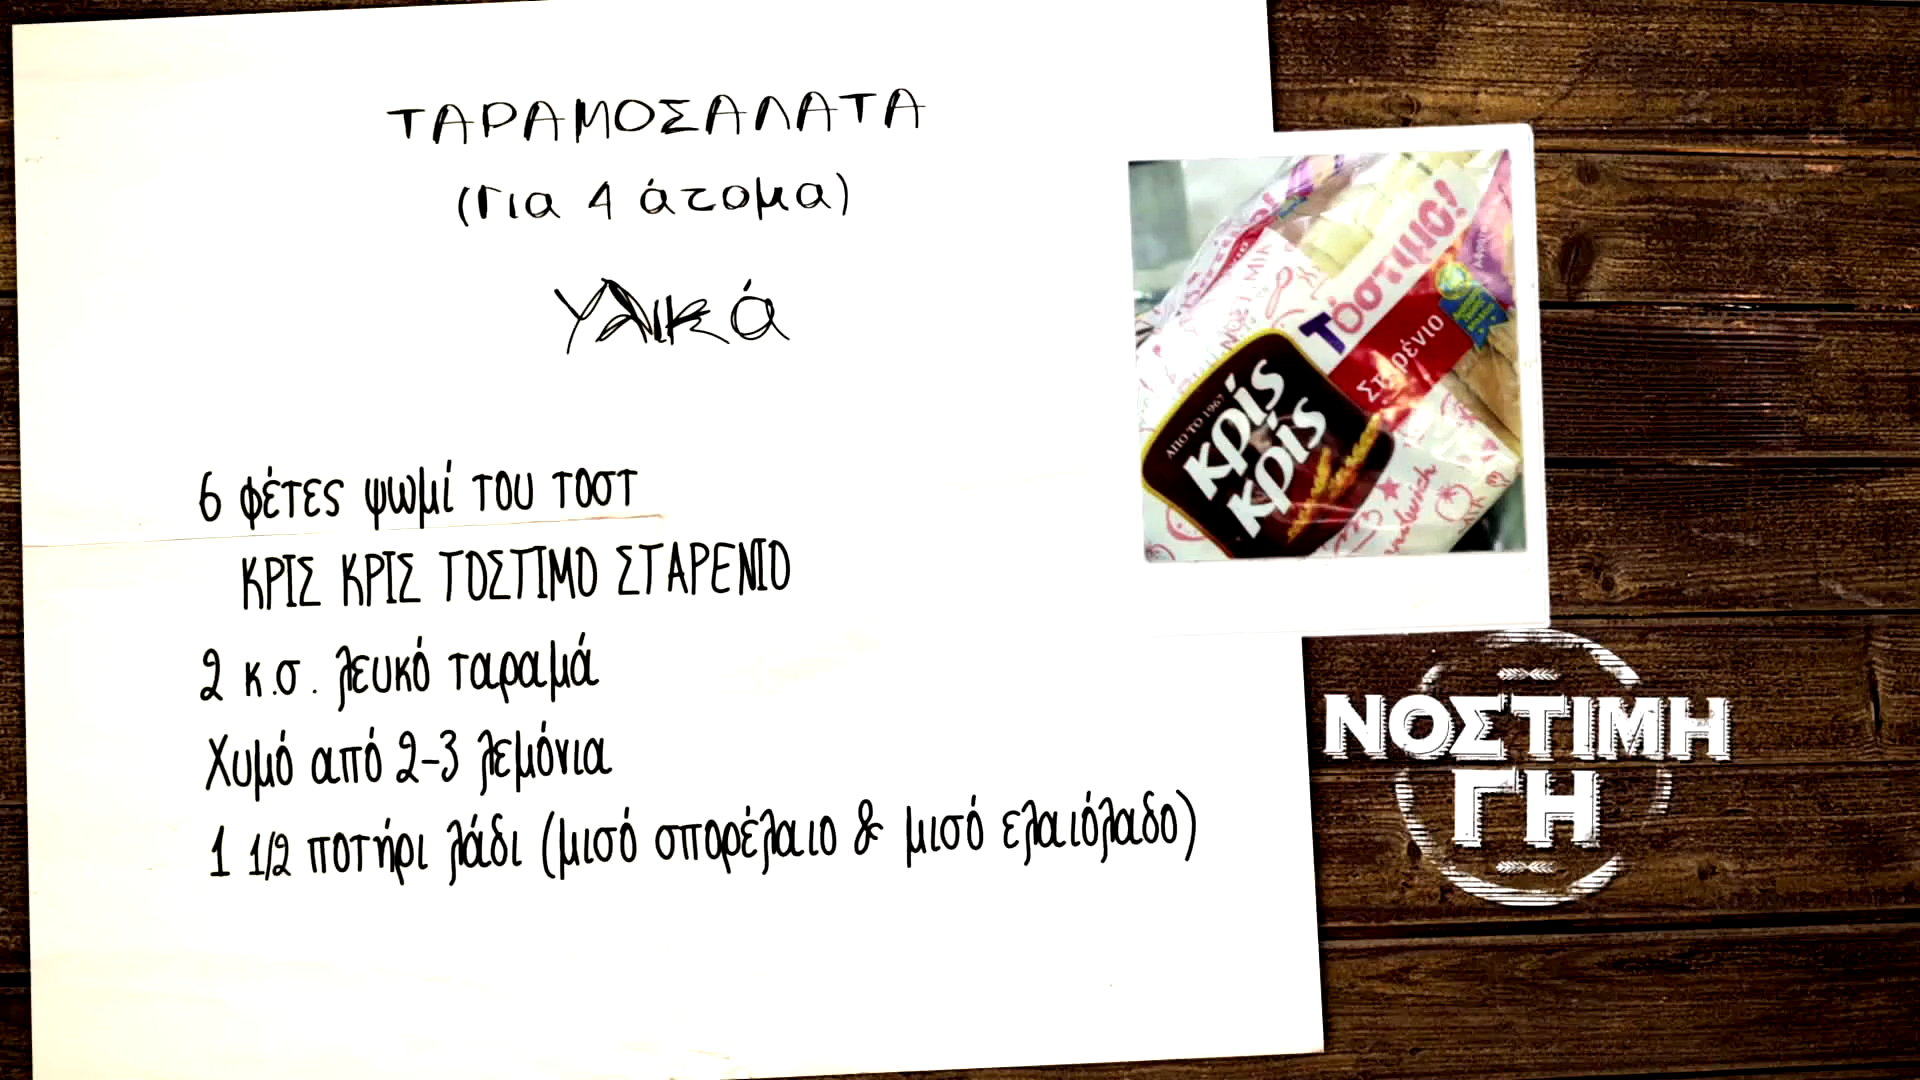 ΤΑΡΑΜΟΣΑΛΑΤΑ
(Για 4 άτομα)
Υλικά
6 φέτες ψωμί του τοστ
ΚΡΙΣ ΚΡΙΣ ΤΟΣΤΙΜΟ ΣΤΑΡΕΝΙΟ
2 κ.σ. λευκό ταραμά
Χυμό από 2-3 λεμόνια
1 1/2 ποτήρι λάδι (μισό σπορέλαιο & μισό ελαιόλαδο)
Τόστιμο!
Σταρένιο
ΑΠΟ ΤΟ 1967
κρίς
κρίς
ΝΟΣΤΙΜΗ
ΓΗ